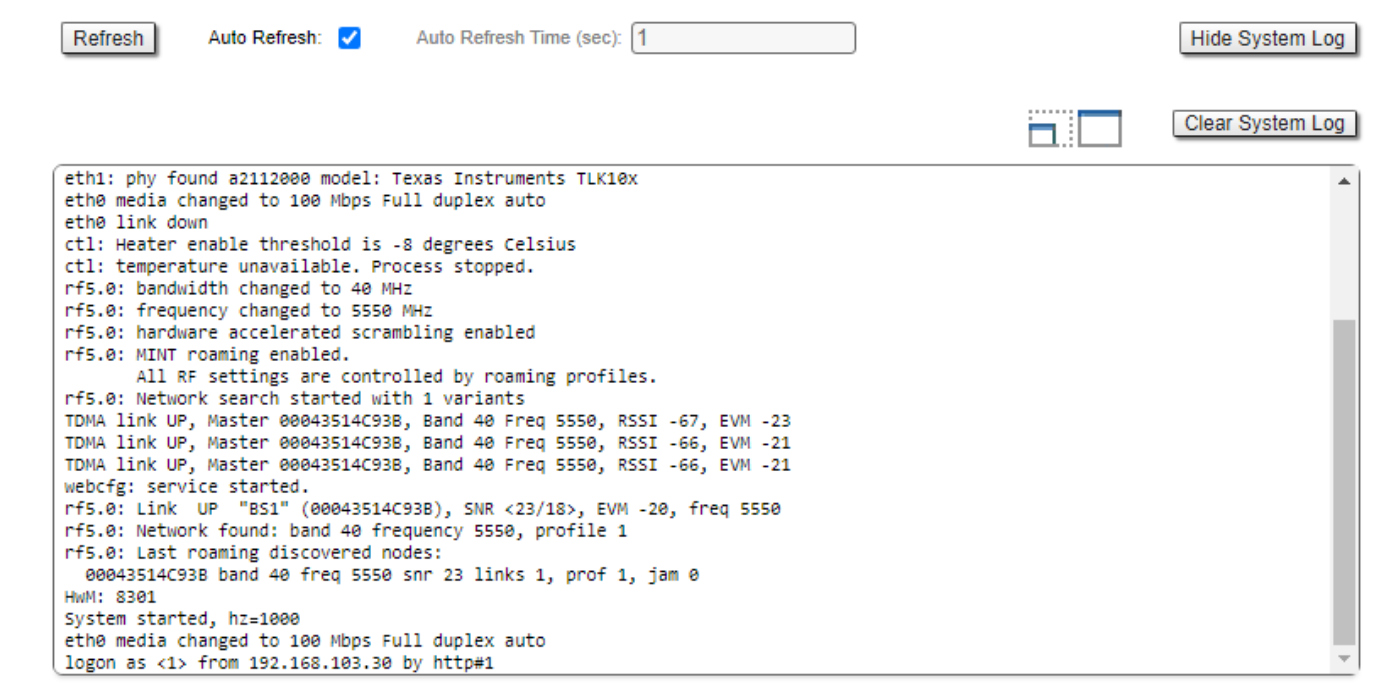 Refresh Auto Refresh: Auto Refresh Time (sec): 1 Hide System Log
Clear System Log
eth1: phy found a2112000 model: Texas Instruments TLK10x
eth0 media changed to 100 Mbps Full duplex auto
eth0 link down
ctl: Heater enable threshold is -8 degrees Celsius
ctl: temperature unavailable. Process stopped.
rf5.0: bandwidth changed to 40 MHz
rf5.0: frequency changed to 5550 MHz
rf5.0: hardware accelerated scrambling enabled
rf5.0: MINT roaming enabled.
All RF settings are controlled by roaming profiles.
rf5.0: Network search started with 1 variants
TDMA link UP, Master 00043514C93B, Band 40 Freq 5550, RSSI -67, EVM -23
TDMA link UP, Master 00043514C93B, Band 40 Freq 5550, RSSI -66, EVM -21
TDMA link UP, Master 00043514C93B, Band 40 Freq 5550, RSSI -66, EVM -21
webcfg: service started.
rf5.0: Link  UP  "BS1" (00043514C93B), SNR <23/18>, EVM -20, freq 5550
rf5.0: Network found: band 40 frequency 5550, profile 1
rf5.0: Last roaming discovered nodes:
00043514C93B band 40 freq 5550 snr 23 links 1, prof 1, jam 0
HwM: 8301
System started, hz=1000
eth0 media changed to 100 Mbps Full duplex auto
logon as <1> from 192.168.103.30 by http#1